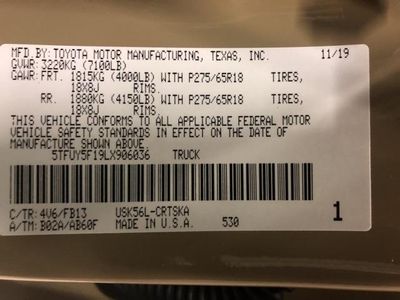 MFD BY: TOYOTA MOTOR MANUFACTURING, TEXAS, INC. 11/19
GVWR: 3220KG (7100LB)
GAWR: FRT. 1815KG (4000LB) WITH P275/65R18 TIRES,
18X8J RIMS.
RR. 1880KG (4150LB) WITH P275/65R18 TIRES,
18X8J RIMS.
THIS VEHICLE CONFORMS TO ALL APPLICABLE FEDERAL MOTOR
VEHICLE SAFETY STANDARDS IN EFFECT ON THE DATE OF
MANUFACTURE SHOWN ABOVE.
5TFUY5F19LX906036 TRUCK
C/TR: 4V6/FB13 USK56L-CRTSKA
A/TM: B02A/AB60F MADE IN U.S.A. 530 1